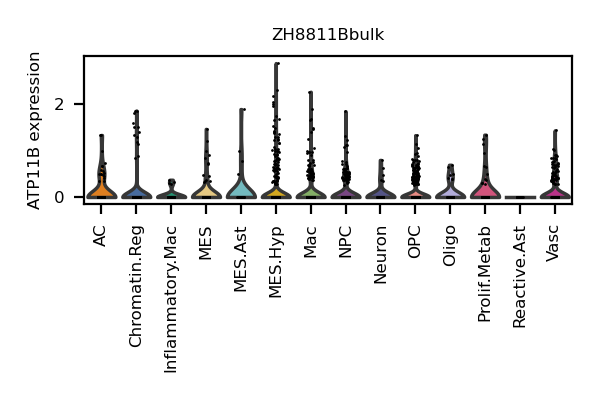 ZH8811Bbulk
ATP11B expression
2
0
AC
Chromatin.Reg
Inflammatory.Mac
MES
MES.Ast
MES.Hyp
Mac
NPC
Neuron
OPC
Oligo
Prolif.Metab
Reactive.Ast
Vasc